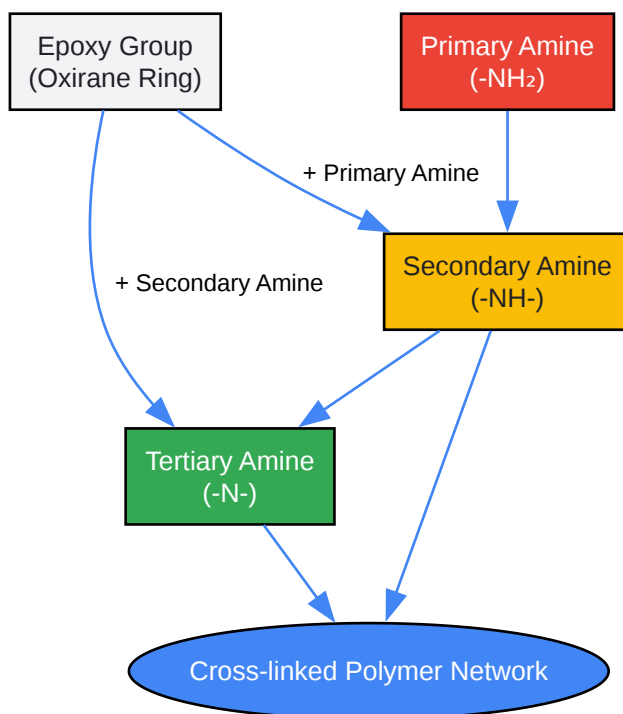 Epoxy Group
(Oxirane Ring)
Primary Amine
(-NH₂)
+ Primary Amine
Secondary Amine
(-NH-)
+ Secondary Amine
Tertiary Amine
(-N-)
Cross-linked Polymer Network